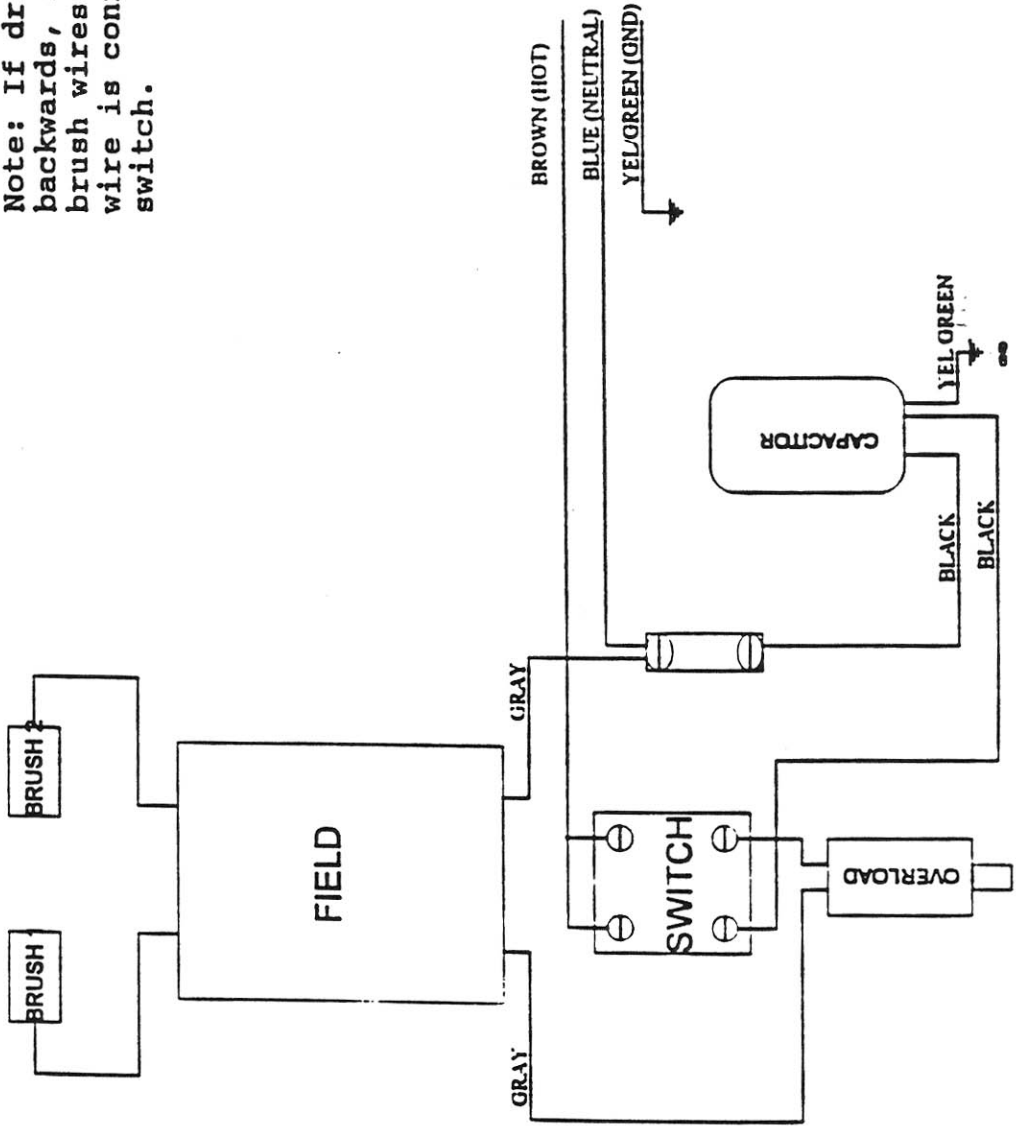 Note: If dr
backwards,
brush wires
wire is con
switch.
BROWN (HOT)
BLUE (NEUTRAL)
YEL/GREEN (GND)
BRUSH 2
BRUSH 1
FIELD
GRAY
GRAY
SWITCH
OVERLOAD
CAPACITOR
YEL GREEN
BLACK
BLACK